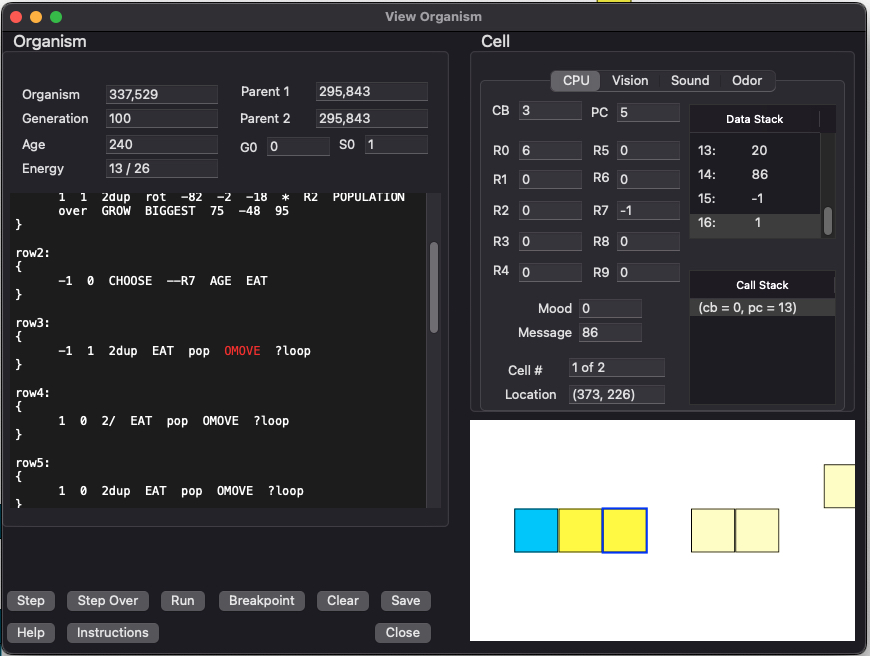 View Organism
Organism
Organism 337,529
Generation 100
Age 240
Energy 13 / 26
Parent 1 295,843
Parent 2 295,843
G0 0 S0 1
1 1 2dup rot -82 -2 -18 * R2 POPULATION
over GROW BIGGEST 75 -48 95
}
row2:
{
-1 0 CHOOSE --R7 AGE EAT
}
row3:
{
-1 1 2dup EAT pop OMOVE ?loop
}
row4:
{
1 0 2/ EAT pop OMOVE ?loop
}
row5:
{
1 0 2dup EAT pop OMOVE ?loop
}
Step Step Over Run Breakpoint Clear Save
Help Instructions Close
Cell
CPU Vision Sound Odor
CB 3 PC 5
R0 6 R5 0
R1 0 R6 0
R2 0 R7 -1
R3 0 R8 0
R4 0 R9 0
Mood 0
Message 86
Cell # 1 of 2
Location (373, 226)
Data Stack
13: 20
14: 86
15: -1
16: 1
Call Stack
(cb = 0, pc = 13)